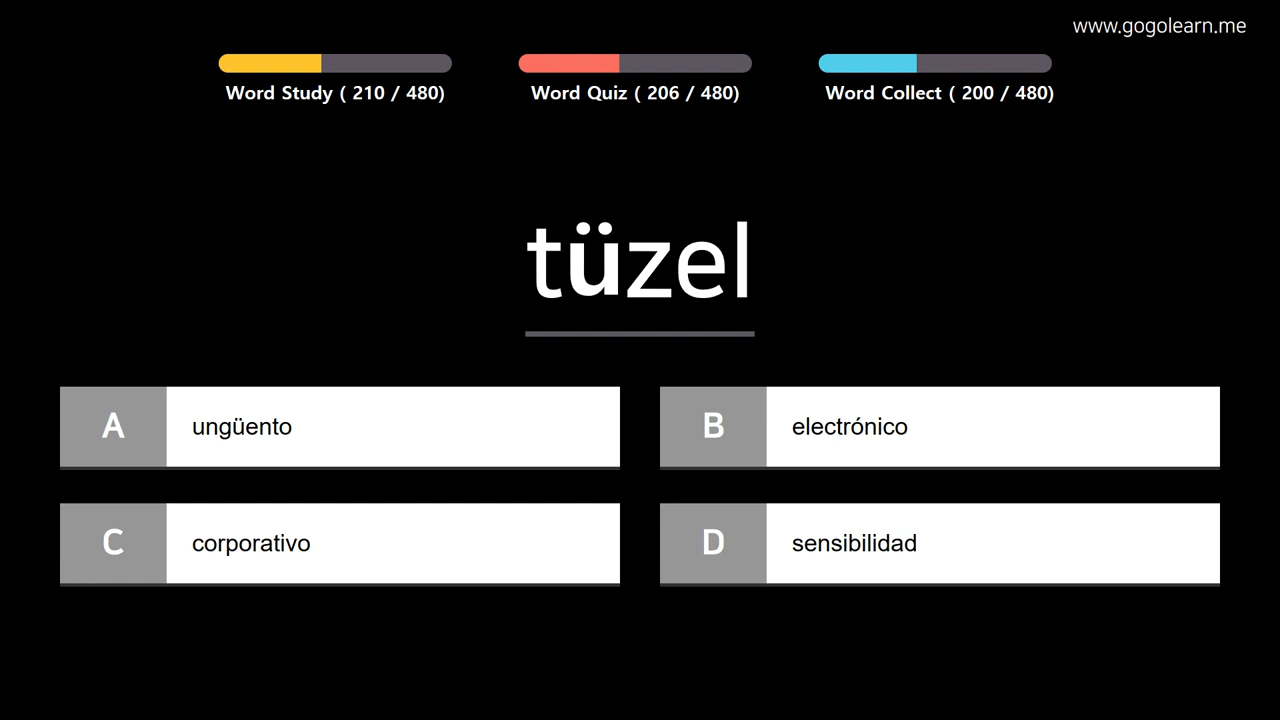 www.gogolearn.me
Word Study ( 210 / 480)
Word Quiz ( 206 / 480)
Word Collect ( 200 / 480)
tüzel
A
ungüento
B
electrónico
C
corporativo
D
sensibilidad